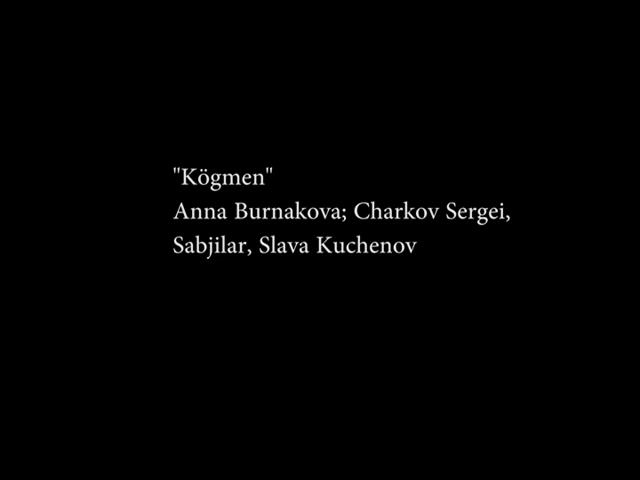 "Kögmen"
Anna Burnakova; Charkov Sergei,
Sabjilar, Slava Kuchenov